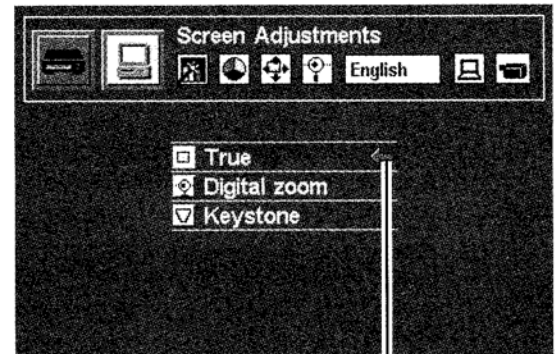 Screen Adjustments
English
True
Digital zoom
Keystone